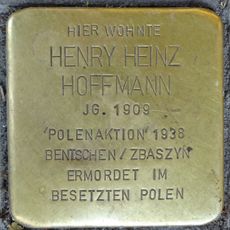 HIER WOHNTE
HENRY HEINZ
HOFFMANN
JG. 1909
'POLENAKTION' 1938
BENTSCHEN / ZBASZYN
ERMORDET IM
BESETZTEN POLEN